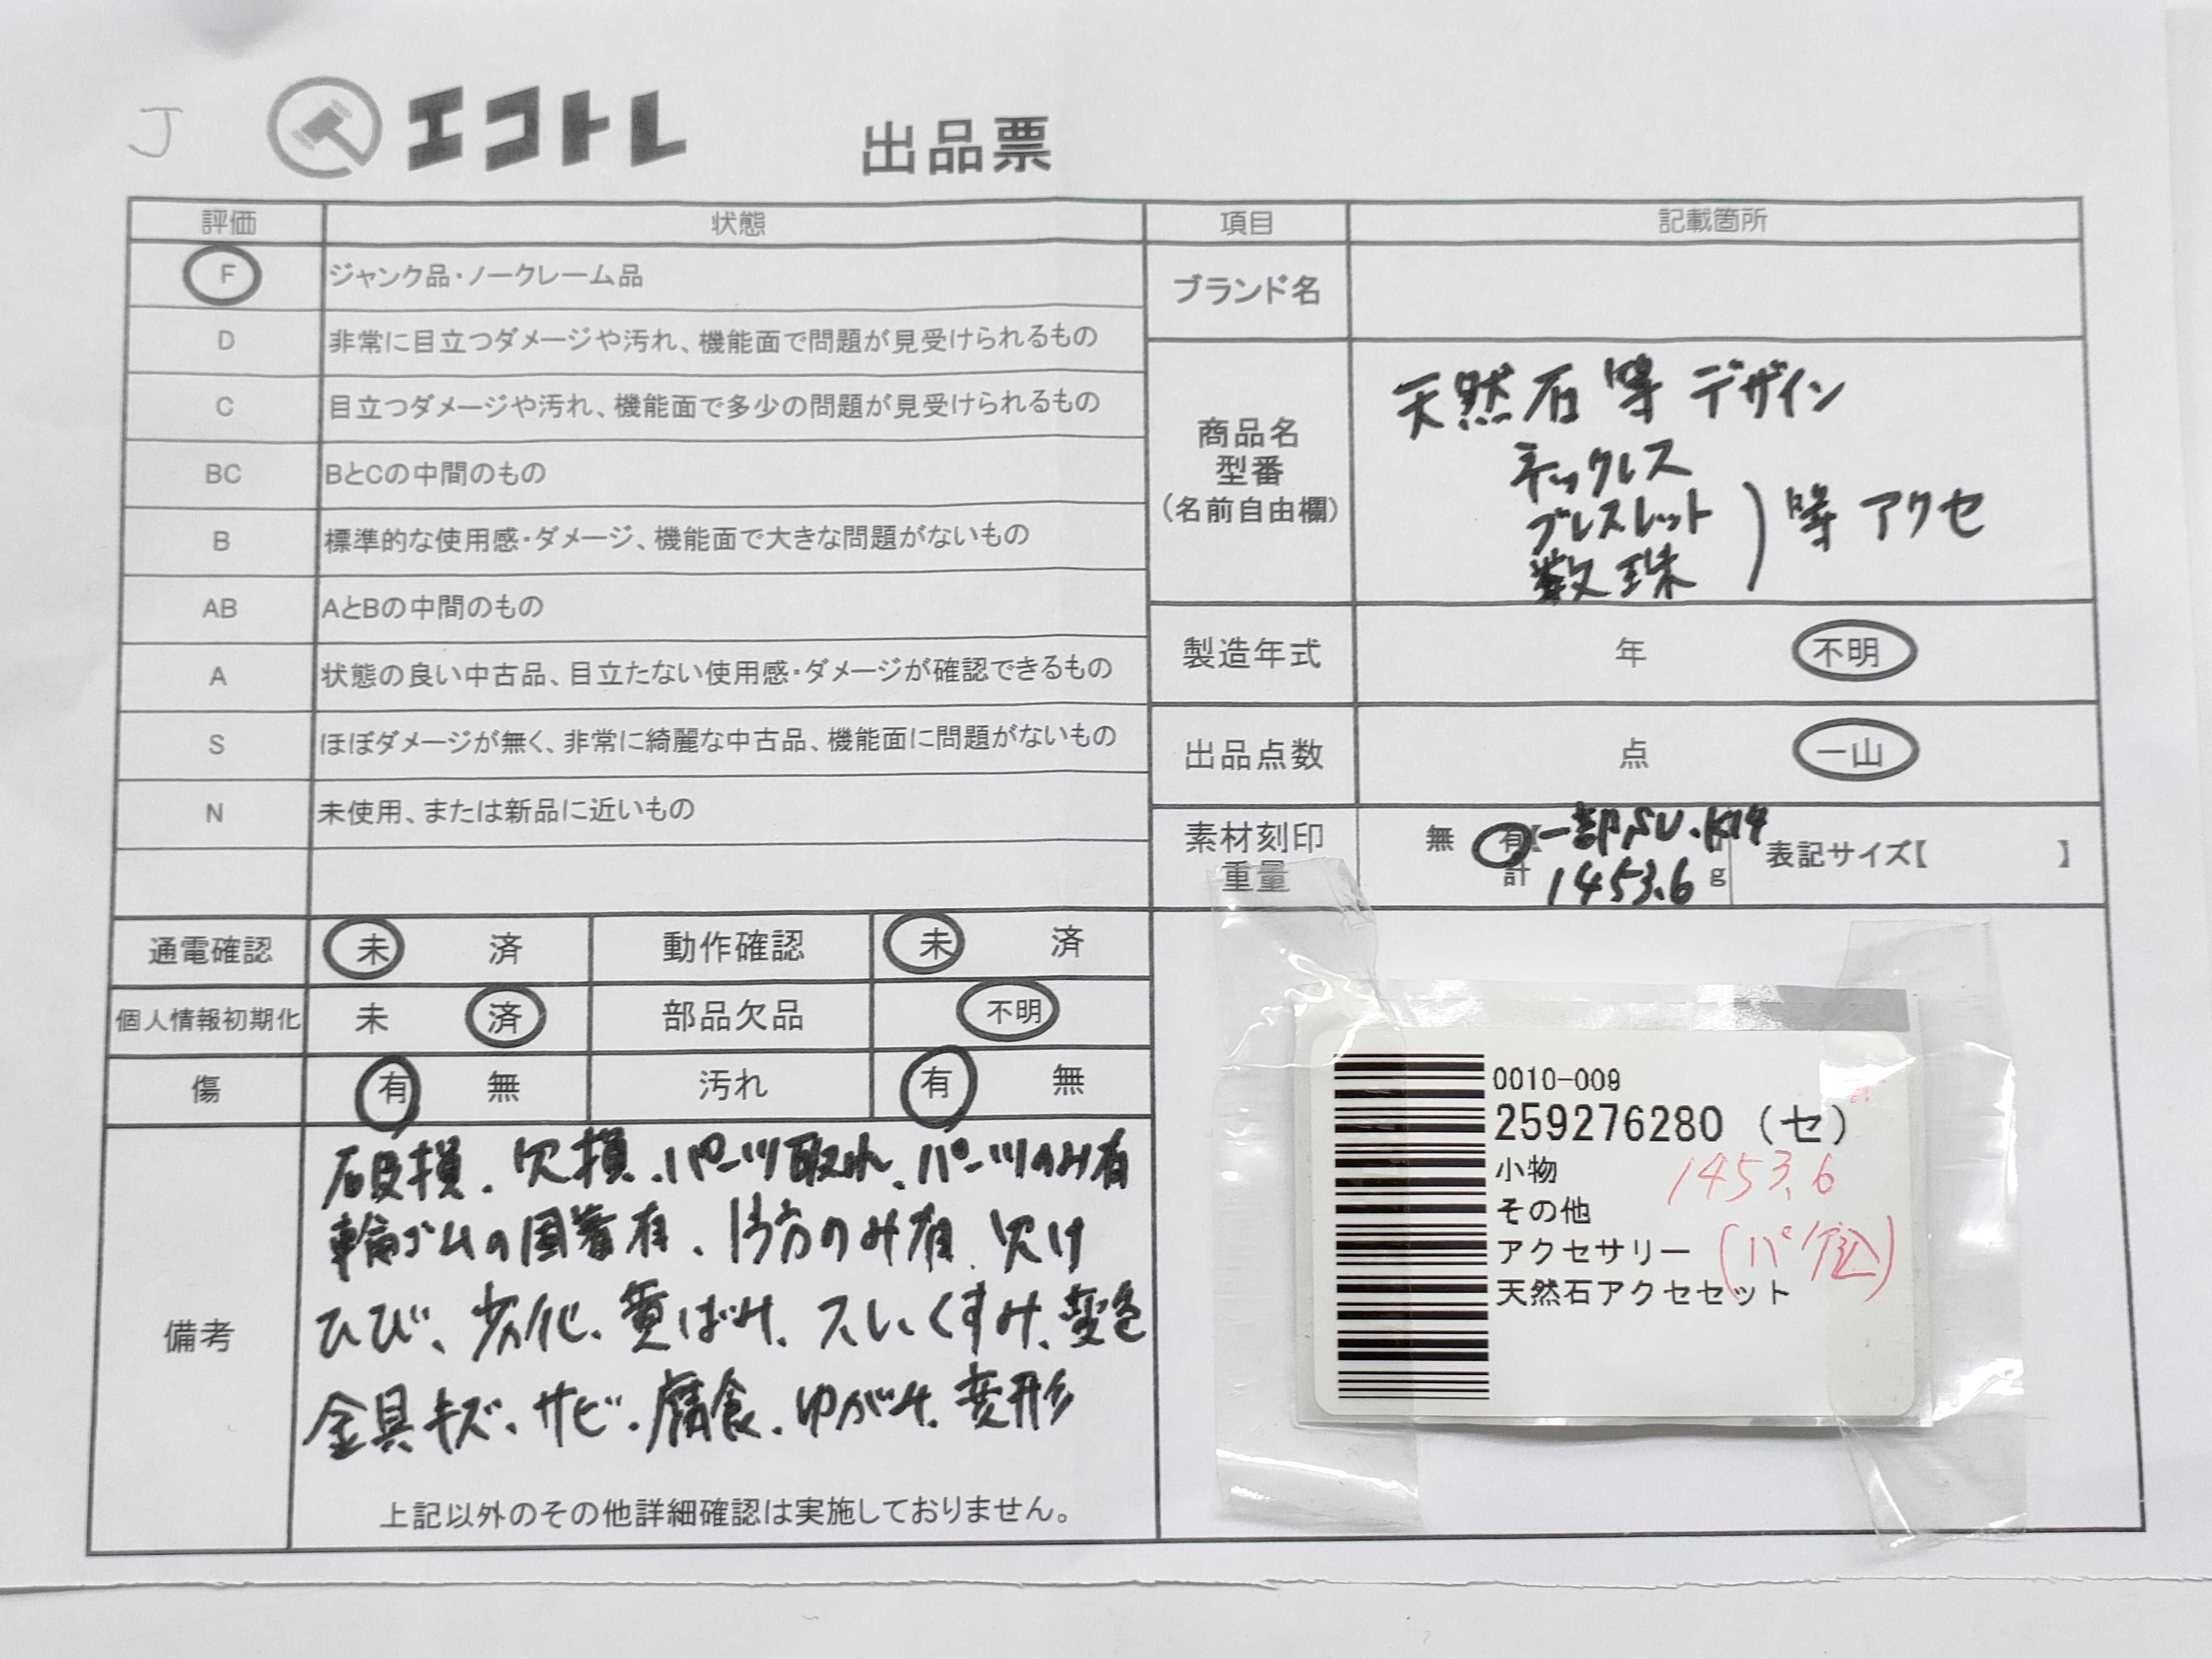 J
エコトレ 出品票
評価 状態
F ジャンク品・ノークレーム品
D 非常に目立つダメージや汚れ、機能面で問題が見受けられるもの
C 目立つダメージや汚れ、機能面で多少の問題が見受けられるもの
BC BとCの中間のもの
B 標準的な使用感・ダメージ、機能面で大きな問題がないもの
AB AとBの中間のもの
A 状態の良い中古品、目立たない使用感・ダメージが確認できるもの
S ほぼダメージが無く、非常に綺麗な中古品、機能面に問題がないもの
N 未使用、または新品に近いもの
項目 記載箇所
ブランド名
商品名
型番
(名前自由欄)
天然石等デザイン
ネックレス
ブレスレット
数珠
)等アクセ
製造年式 年 不明
出品点数 点 一山
素材刻印 無 有【一部SV.K14
重量 計 1453.6 g
表記サイズ【 】
通電確認 未 済 動作確認 未 済
個人情報初期化 未 済 部品欠品 不明
傷 有 無 汚れ 有 無
備考
破損、欠損、パーツ取れ、パーツのみ有
輪ゴムの固着有、片方のみ有、欠け
ひび、劣化、黄ばみ、スレ、くすみ、変色
金具キズ、サビ、腐食、ゆがみ、変形
上記以外のその他詳細確認は実施しておりません。
0010-009
259276280 (セ)
小物 1453.6
その他
アクセサリー
天然石アクセセット